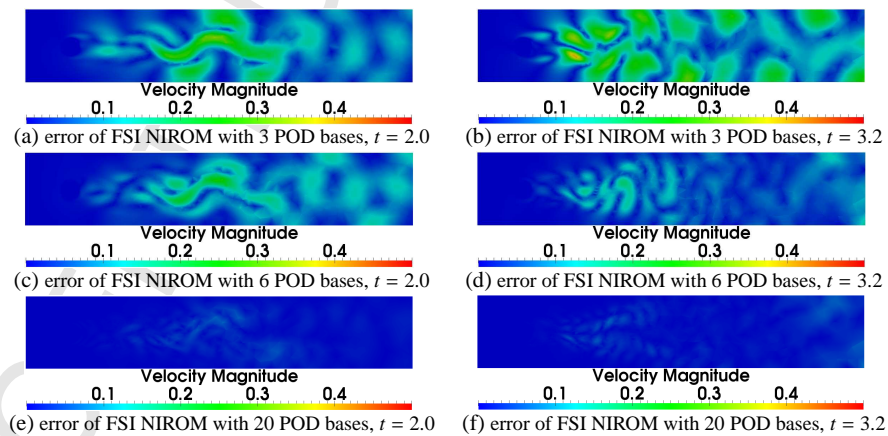 Velocity Magnitude Velocity Magnitude
0.1 0.2 0.3 0.4 0.1 0.2 0.3 0.4
(a) error of FSI NIROM with 3 POD bases, t = 2.0 (b) error of FSI NIROM with 3 POD bases, t = 3.2
Velocity Magnitude Velocity Magnitude
0.1 0.2 0.3 0.4 0.1 0.2 0.3 0.4
(c) error of FSI NIROM with 6 POD bases, t = 2.0 (d) error of FSI NIROM with 6 POD bases, t = 3.2
Velocity Magnitude Velocity Magnitude
0.1 0.2 0.3 0.4 0.1 0.2 0.3 0.4
(e) error of FSI NIROM with 20 POD bases, t = 2.0 (f) error of FSI NIROM with 20 POD bases, t = 3.2